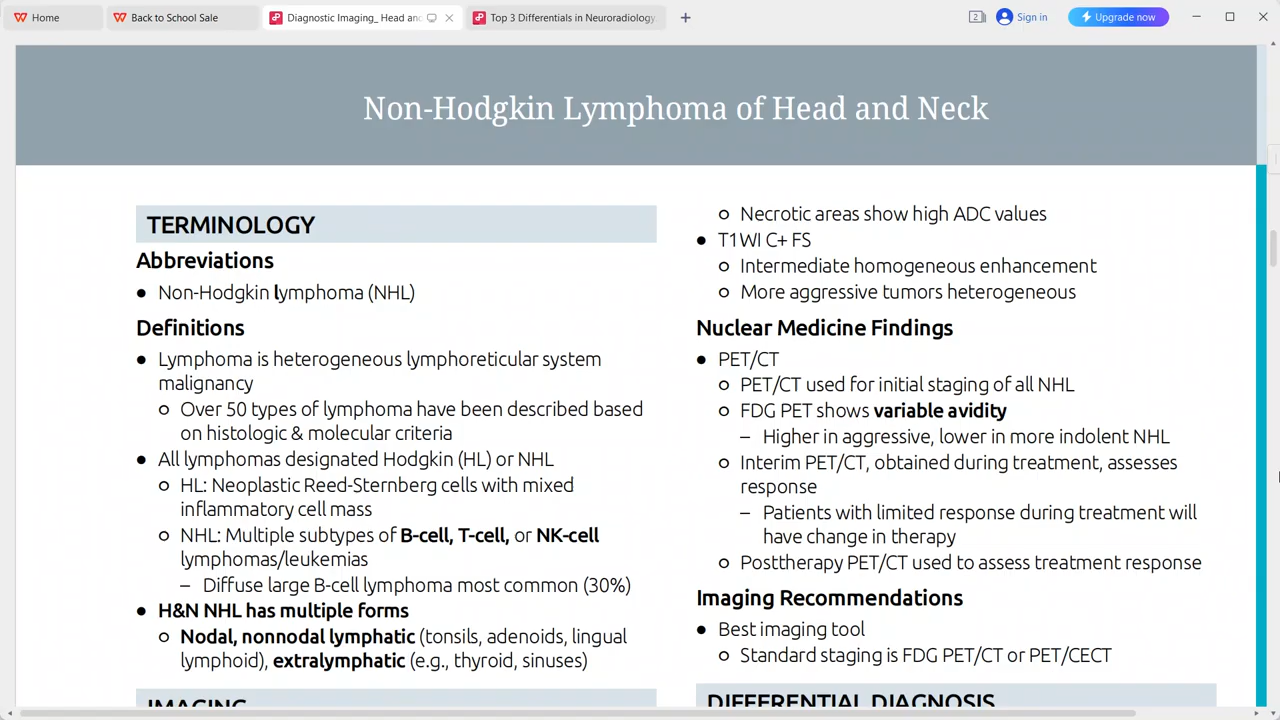 Home
Back to School Sale
Diagnostic Imaging_ Head and
Top 3 Differentials in Neuroradiology
2
Sign in
Upgrade now
Non-Hodgkin Lymphoma of Head and Neck
TERMINOLOGY
Abbreviations
● Non-Hodgkin lymphoma (NHL)
Definitions
● Lymphoma is heterogeneous lymphoreticular system
malignancy
○ Over 50 types of lymphoma have been described based
on histologic & molecular criteria
● All lymphomas designated Hodgkin (HL) or NHL
○ HL: Neoplastic Reed-Sternberg cells with mixed
inflammatory cell mass
○ NHL: Multiple subtypes of B-cell, T-cell, or NK-cell
lymphomas/leukemias
– Diffuse large B-cell lymphoma most common (30%)
● H&N NHL has multiple forms
○ Nodal, nonnodal lymphatic (tonsils, adenoids, lingual
lymphoid), extralymphatic (e.g., thyroid, sinuses)
IMAGING
○ Necrotic areas show high ADC values
● T1WI C+ FS
○ Intermediate homogeneous enhancement
○ More aggressive tumors heterogeneous
Nuclear Medicine Findings
● PET/CT
○ PET/CT used for initial staging of all NHL
○ FDG PET shows variable avidity
– Higher in aggressive, lower in more indolent NHL
○ Interim PET/CT, obtained during treatment, assesses
response
– Patients with limited response during treatment will
have change in therapy
○ Posttherapy PET/CT used to assess treatment response
Imaging Recommendations
● Best imaging tool
○ Standard staging is FDG PET/CT or PET/CECT
DIFFERENTIAL DIAGNOSIS